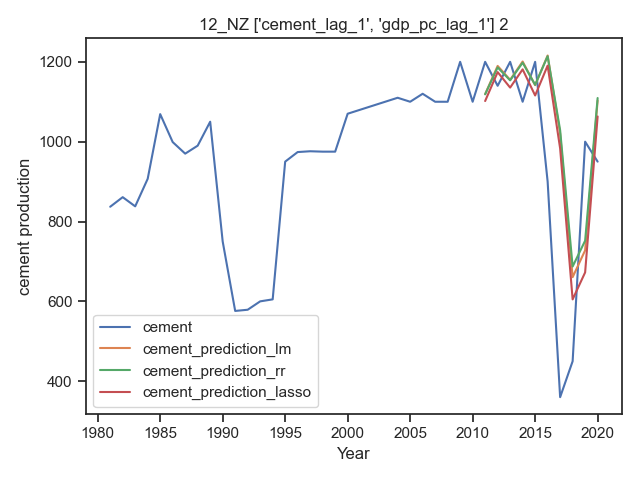 12_NZ ['cement_lag_1', 'gdp_pc_lag_1'] 2
1200
1000
800
600
400
cement production
cement
cement_prediction_lm
cement_prediction_rr
cement_prediction_lasso
1980 1985 1990 1995 2000 2005 2010 2015 2020
Year